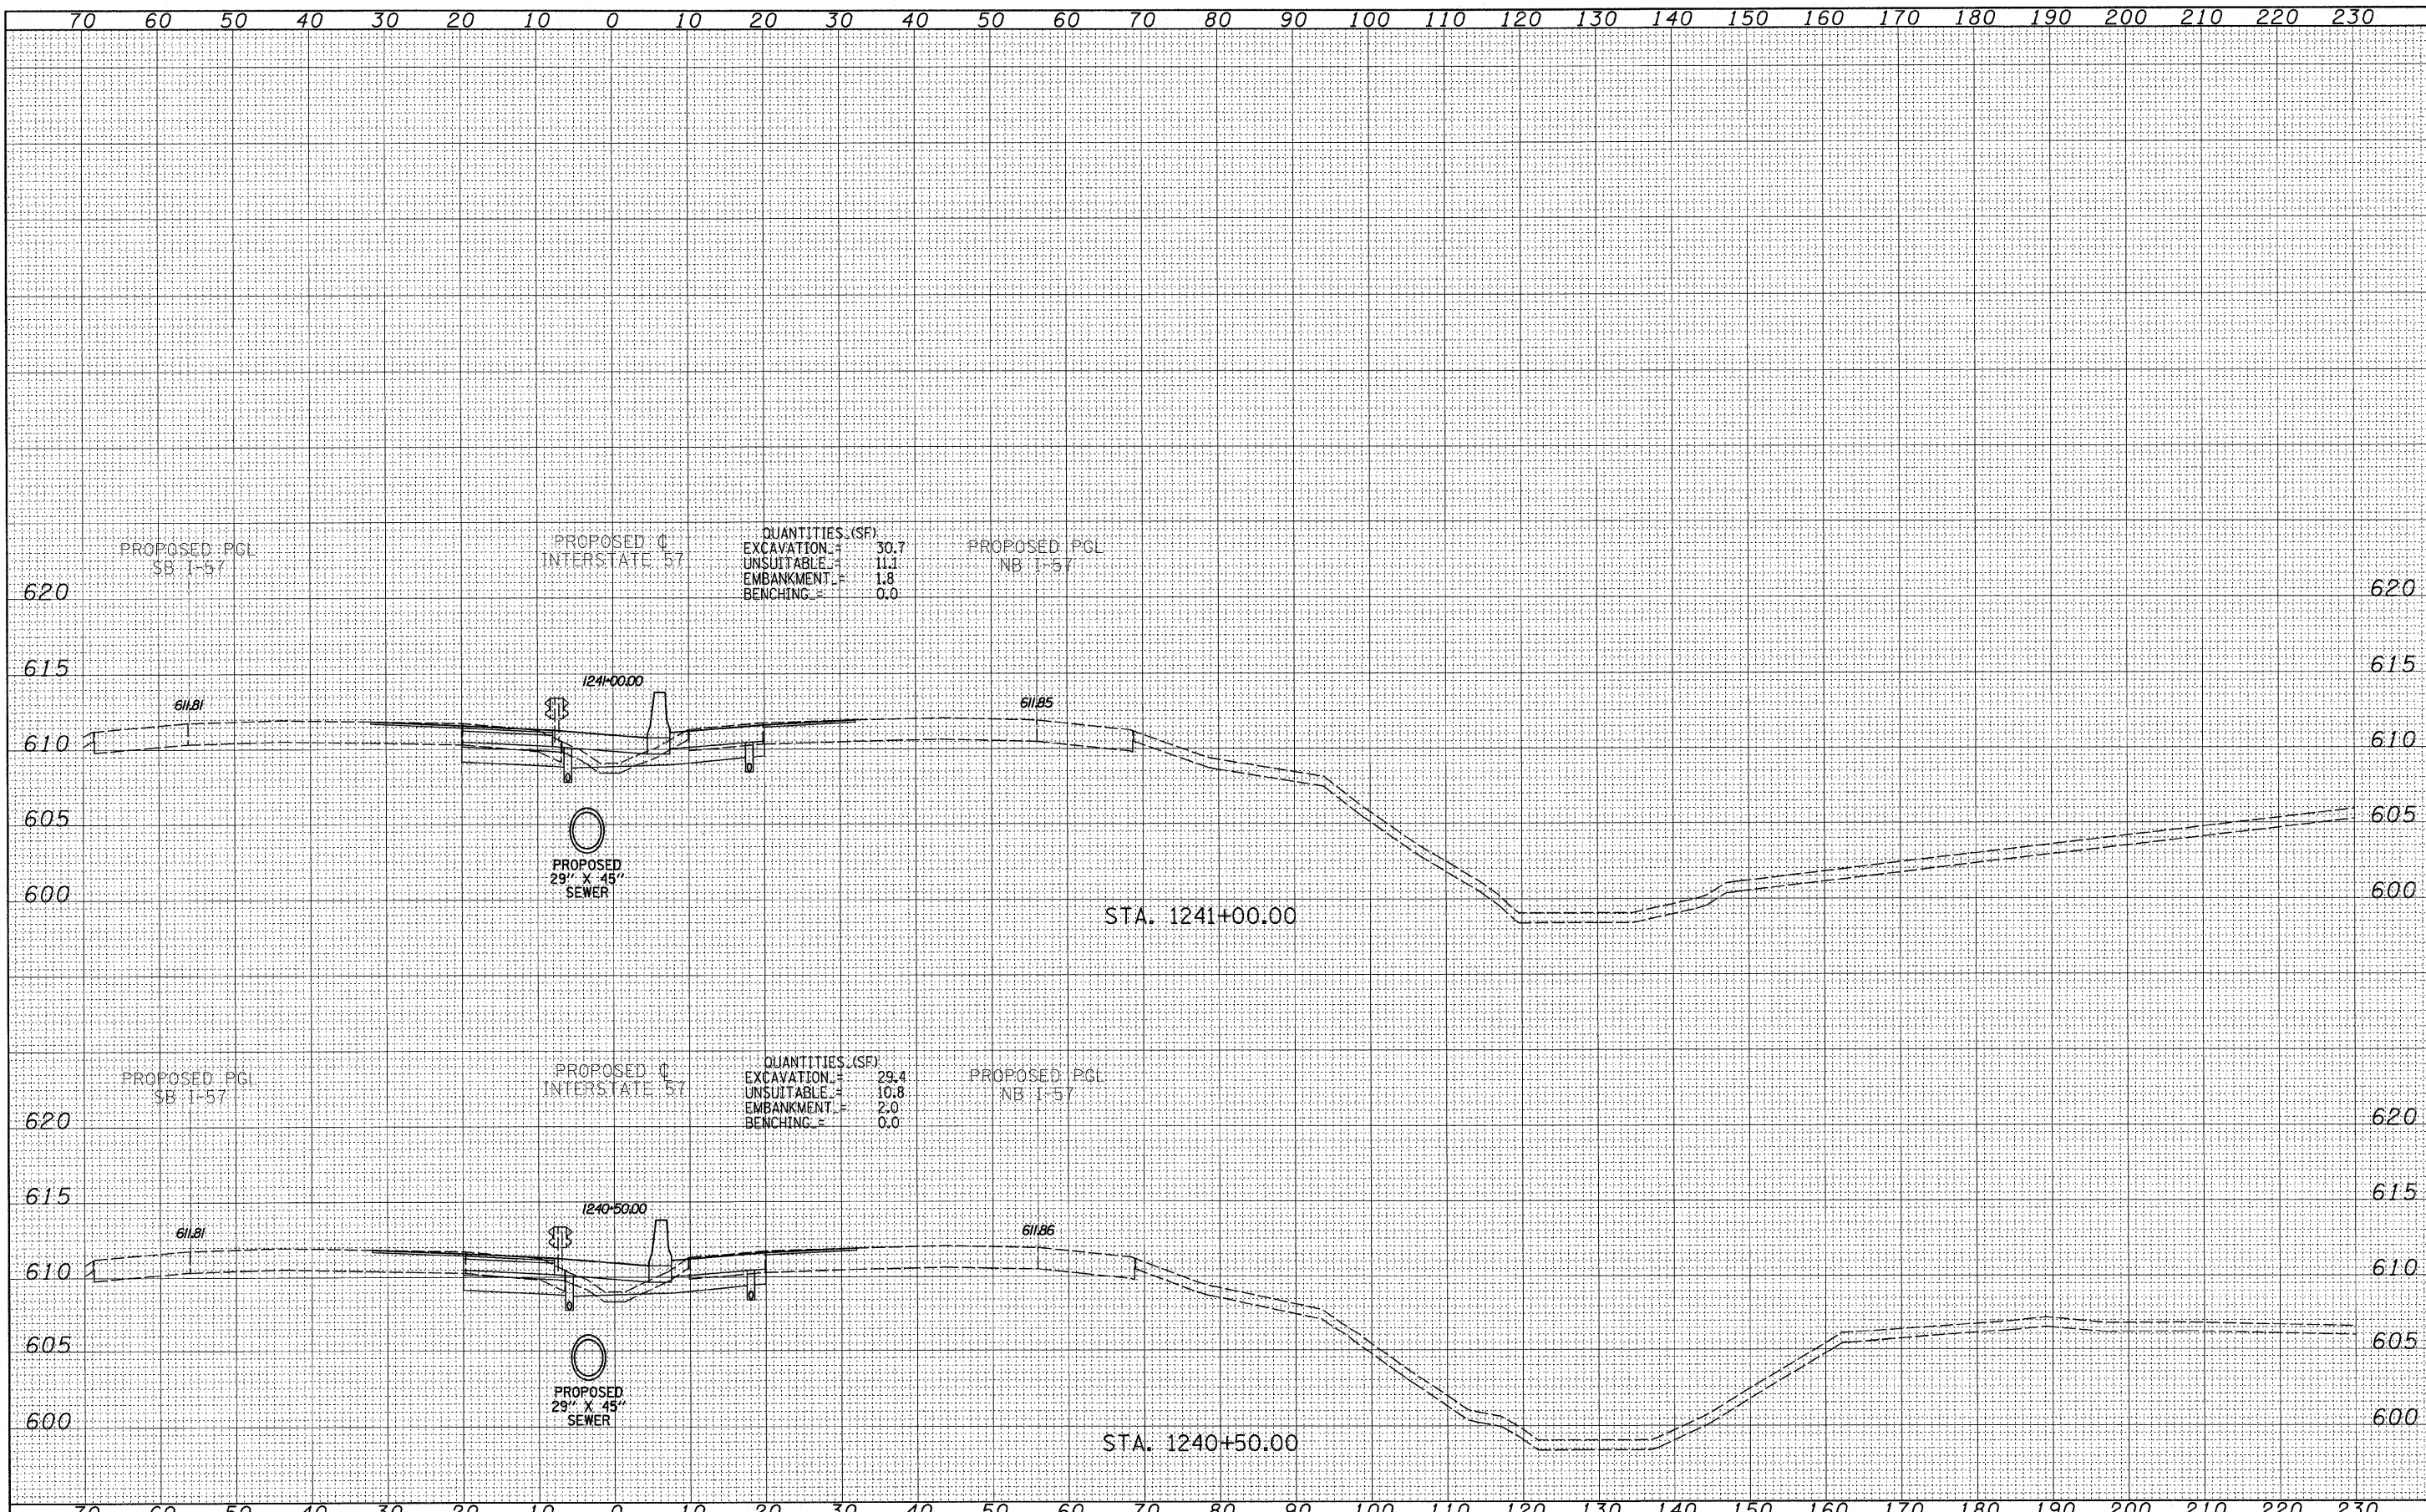 70 60 50 40 30 20 10 0 10 20 30 40 50 60 70 80 90 100 110 120 130 140 150 160 170 180 190 200 210 220 230
PROPOSED PGL
SB I-57
PROPOSED ℄
INTERSTATE 57
QUANTITIES (SF)
EXCAVATION = 30.7
UNSUITABLE = 11.1
EMBANKMENT = 1.8
BENCHING = 0.0
PROPOSED PGL
NB I-57
620 620
615 615
1241+00.00
611.81 611.85
610 610
605 605
PROPOSED
29" X 45"
SEWER
600 600
STA. 1241+00.00
PROPOSED PGL
SB I-57
PROPOSED ℄
INTERSTATE 57
QUANTITIES (SF)
EXCAVATION = 29.4
UNSUITABLE = 10.8
EMBANKMENT = 2.0
BENCHING = 0.0
PROPOSED PGL
NB I-57
620 620
615 615
1240+50.00
611.81 611.86
610 610
605 605
PROPOSED
29" X 45"
SEWER
600 600
STA. 1240+50.00
70 60 50 40 30 20 10 0 10 20 30 40 50 60 70 80 90 100 110 120 130 140 150 160 170 180 190 200 210 220 230